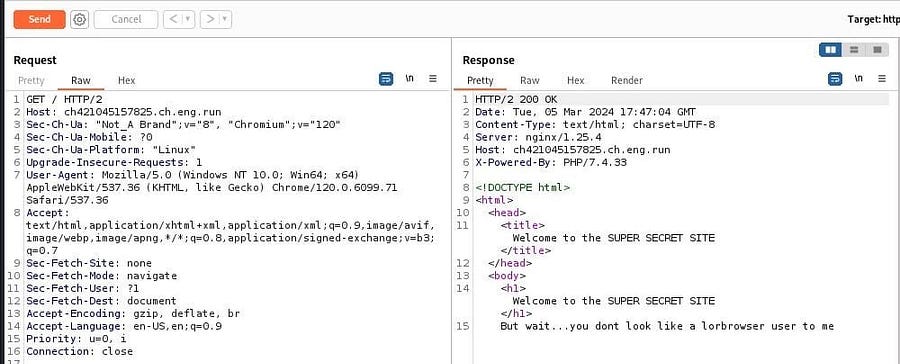 Send
Cancel
< >
Target: http
Request
Response
Pretty Raw Hex
\n
Pretty Raw Hex Render
\n
1 GET / HTTP/2
2 Host: ch421045157825.ch.eng.run
3 Sec-Ch-Ua: "Not_A Brand";v="8", "Chromium";v="120"
4 Sec-Ch-Ua-Mobile: ?0
5 Sec-Ch-Ua-Platform: "Linux"
6 Upgrade-Insecure-Requests: 1
7 User-Agent: Mozilla/5.0 (Windows NT 10.0; Win64; x64)
AppleWebKit/537.36 (KHTML, like Gecko) Chrome/120.0.6099.71
Safari/537.36
8 Accept:
text/html,application/xhtml+xml,application/xml;q=0.9,image/avif,
image/webp,image/apng,*/*;q=0.8,application/signed-exchange;v=b3;
q=0.7
9 Sec-Fetch-Site: none
10 Sec-Fetch-Mode: navigate
11 Sec-Fetch-User: ?1
12 Sec-Fetch-Dest: document
13 Accept-Encoding: gzip, deflate, br
14 Accept-Language: en-US,en;q=0.9
15 Priority: u=0, i
16 Connection: close
17
1 HTTP/2 200 OK
2 Date: Tue, 05 Mar 2024 17:47:04 GMT
3 Content-Type: text/html; charset=UTF-8
4 Server: nginx/1.25.4
5 Host: ch421045157825.ch.eng.run
6 X-Powered-By: PHP/7.4.33
7
8 <!DOCTYPE html>
9 <html>
10 <head>
11 <title>
Welcome to the SUPER SECRET SITE
</title>
12 </head>
13 <body>
14 <h1>
Welcome to the SUPER SECRET SITE
</h1>
15 But wait...you dont look like a lorbrowser user to me